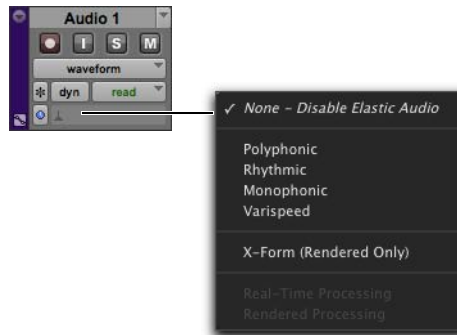 Audio 1
I S M
waveform
dyn read
✓ None – Disable Elastic Audio
Polyphonic
Rhythmic
Monophonic
Varispeed
X-Form (Rendered Only)
Real-Time Processing
Rendered Processing